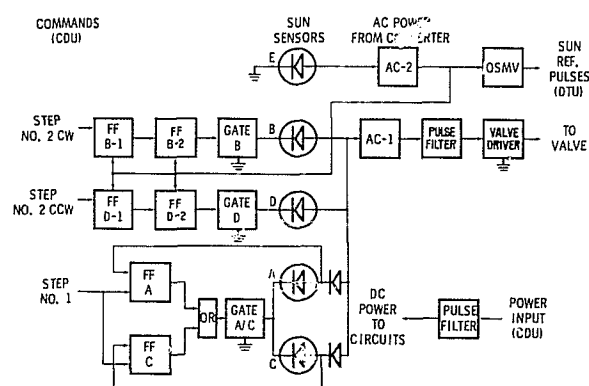 COMMANDS
(CDU)
SUN
SENSORS
AC POWER
FROM CONVERTER
E
AC-2
OSMV
SUN
REF.
PULSES
(DTU)
STEP
NO. 2 CW
FF
B-1
FF
B-2
GATE
B
B
AC-1
PULSE
FILTER
VALVE
DRIVER
TO
VALVE
STEP
NO. 2 CCW
FF
D-1
FF
D-2
GATE
D
D
STEP
NO. 1
FF
A
FF
C
OR
GATE
A/C
A
C
DC
POWER
TO
CIRCUITS
PULSE
FILTER
POWER
INPUT
(CDU)